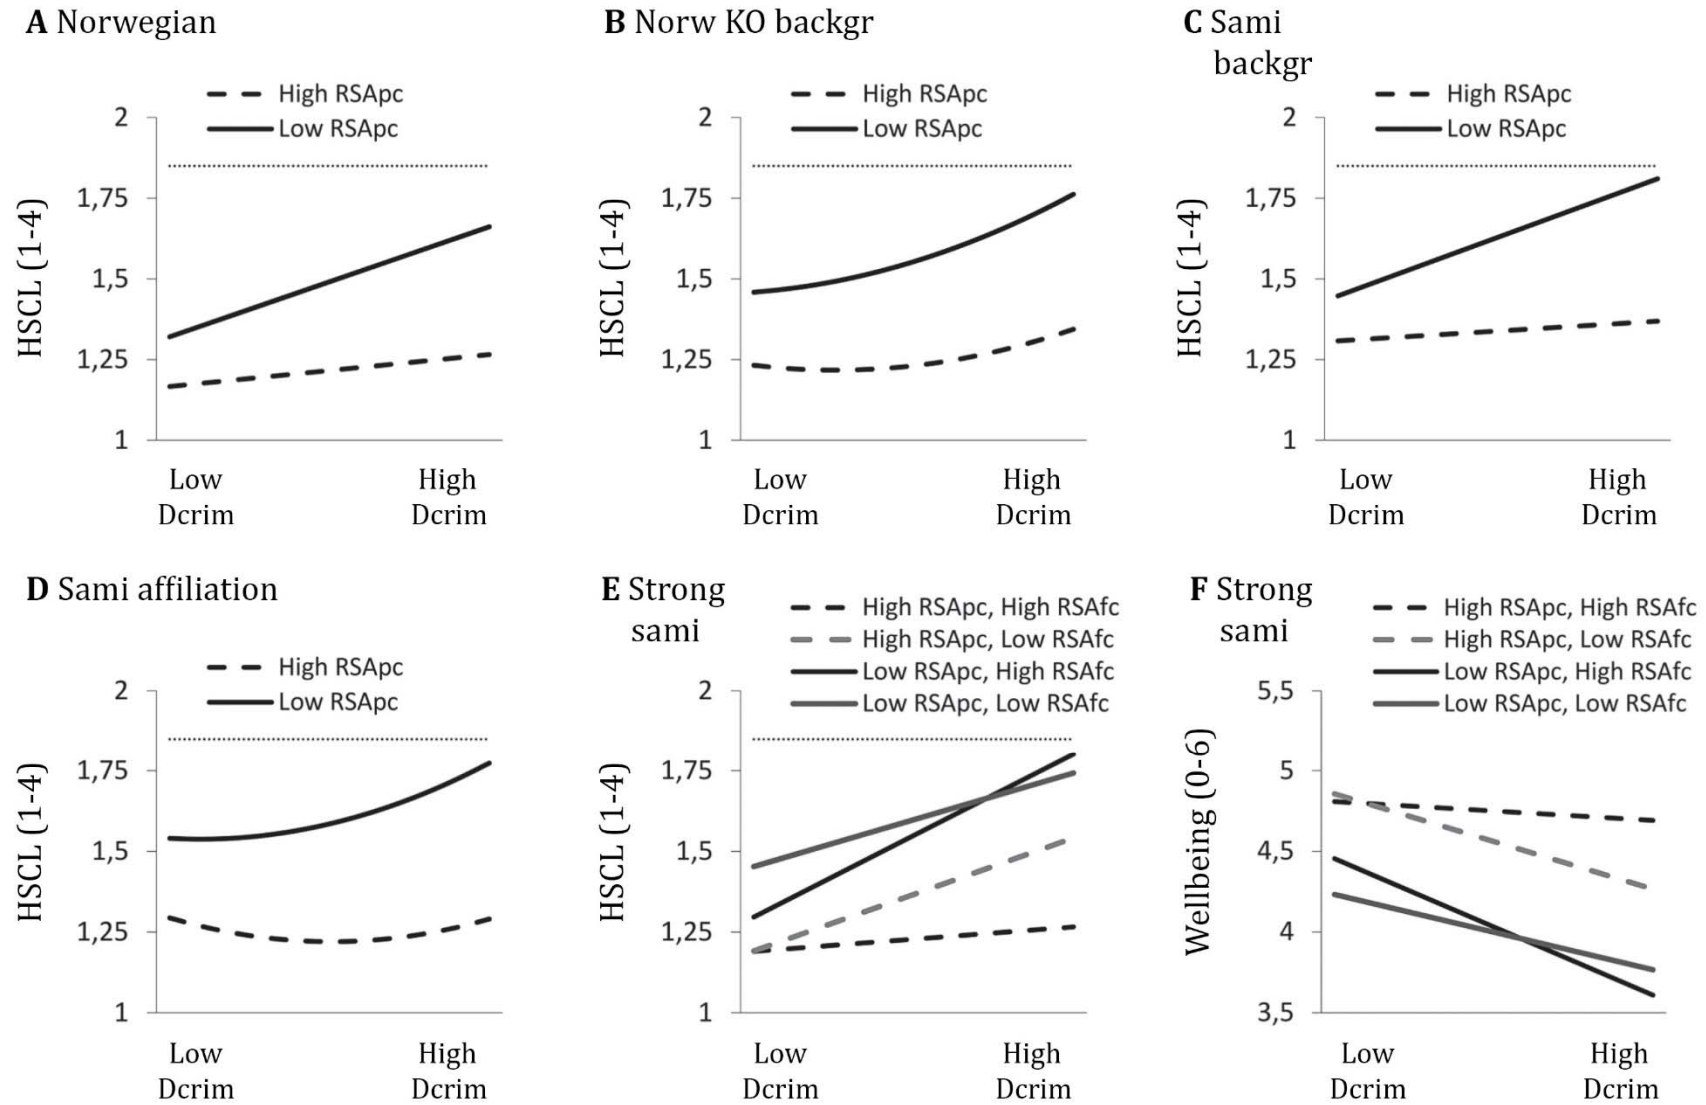 A Norwegian
High RSApc
Low RSApc
2
1,75
1,5
1,25
1
HSCL (1-4)
Low
Dcrim
High
Dcrim
B Norw KO backgr
High RSApc
Low RSApc
2
1,75
1,5
1,25
1
HSCL (1-4)
Low
Dcrim
High
Dcrim
C Sami
backgr
High RSApc
Low RSApc
2
1,75
1,5
1,25
1
HSCL (1-4)
Low
Dcrim
High
Dcrim
D Sami affiliation
High RSApc
Low RSApc
2
1,75
1,5
1,25
1
HSCL (1-4)
Low
Dcrim
High
Dcrim
E Strong
sami
High RSApc, High RSAfc
High RSApc, Low RSAfc
Low RSApc, High RSAfc
Low RSApc, Low RSAfc
2
1,75
1,5
1,25
1
HSCL (1-4)
Low
Dcrim
High
Dcrim
F Strong
sami
High RSApc, High RSAfc
High RSApc, Low RSAfc
Low RSApc, High RSAfc
Low RSApc, Low RSAfc
5,5
5
4,5
4
3,5
Wellbeing (0-6)
Low
Dcrim
High
Dcrim